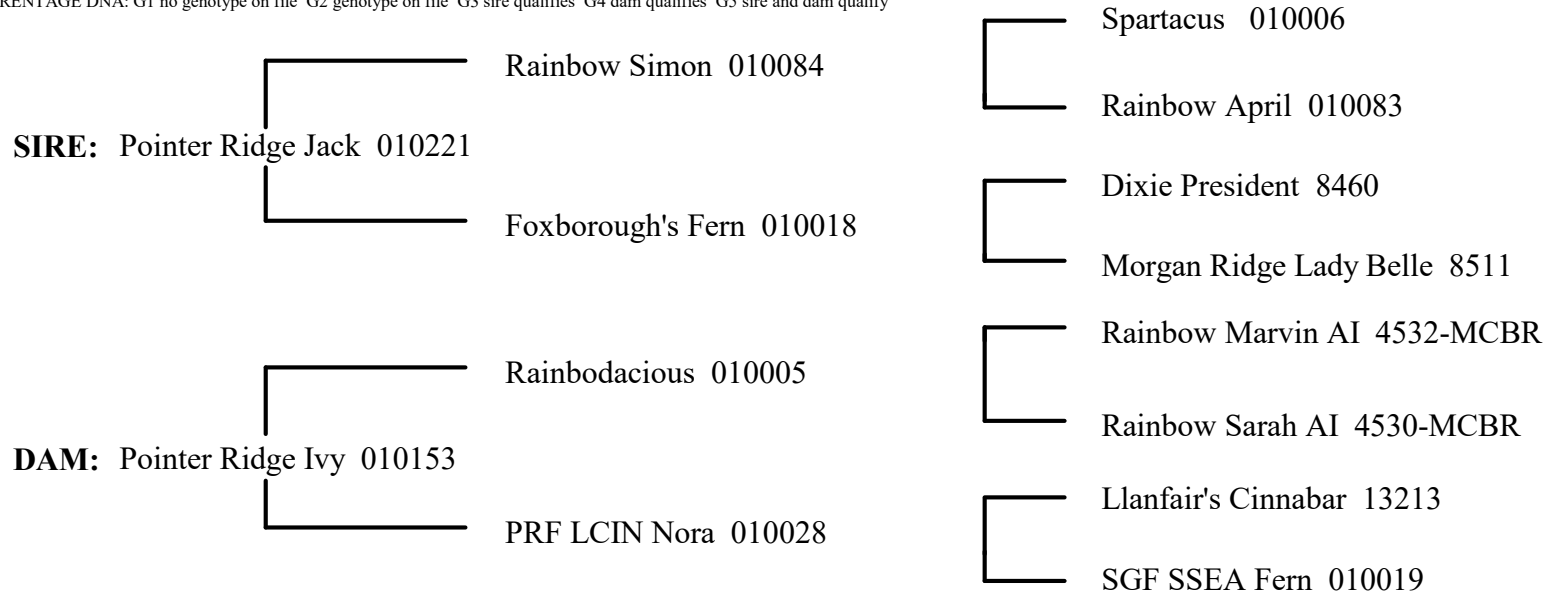 RENTAGE DNA: G1 no genotype on file G2 genotype on file G3 sire qualifies G4 dam qualifies G5 sire and dam qualify
Spartacus 010006
Rainbow Simon 010084
Rainbow April 010083
SIRE: Pointer Ridge Jack 010221
Dixie President 8460
Foxborough's Fern 010018
Morgan Ridge Lady Belle 8511
Rainbow Marvin AI 4532-MCBR
Rainbodacious 010005
Rainbow Sarah AI 4530-MCBR
DAM: Pointer Ridge Ivy 010153
Llanfair's Cinnabar 13213
PRF LCIN Nora 010028
SGF SSEA Fern 010019